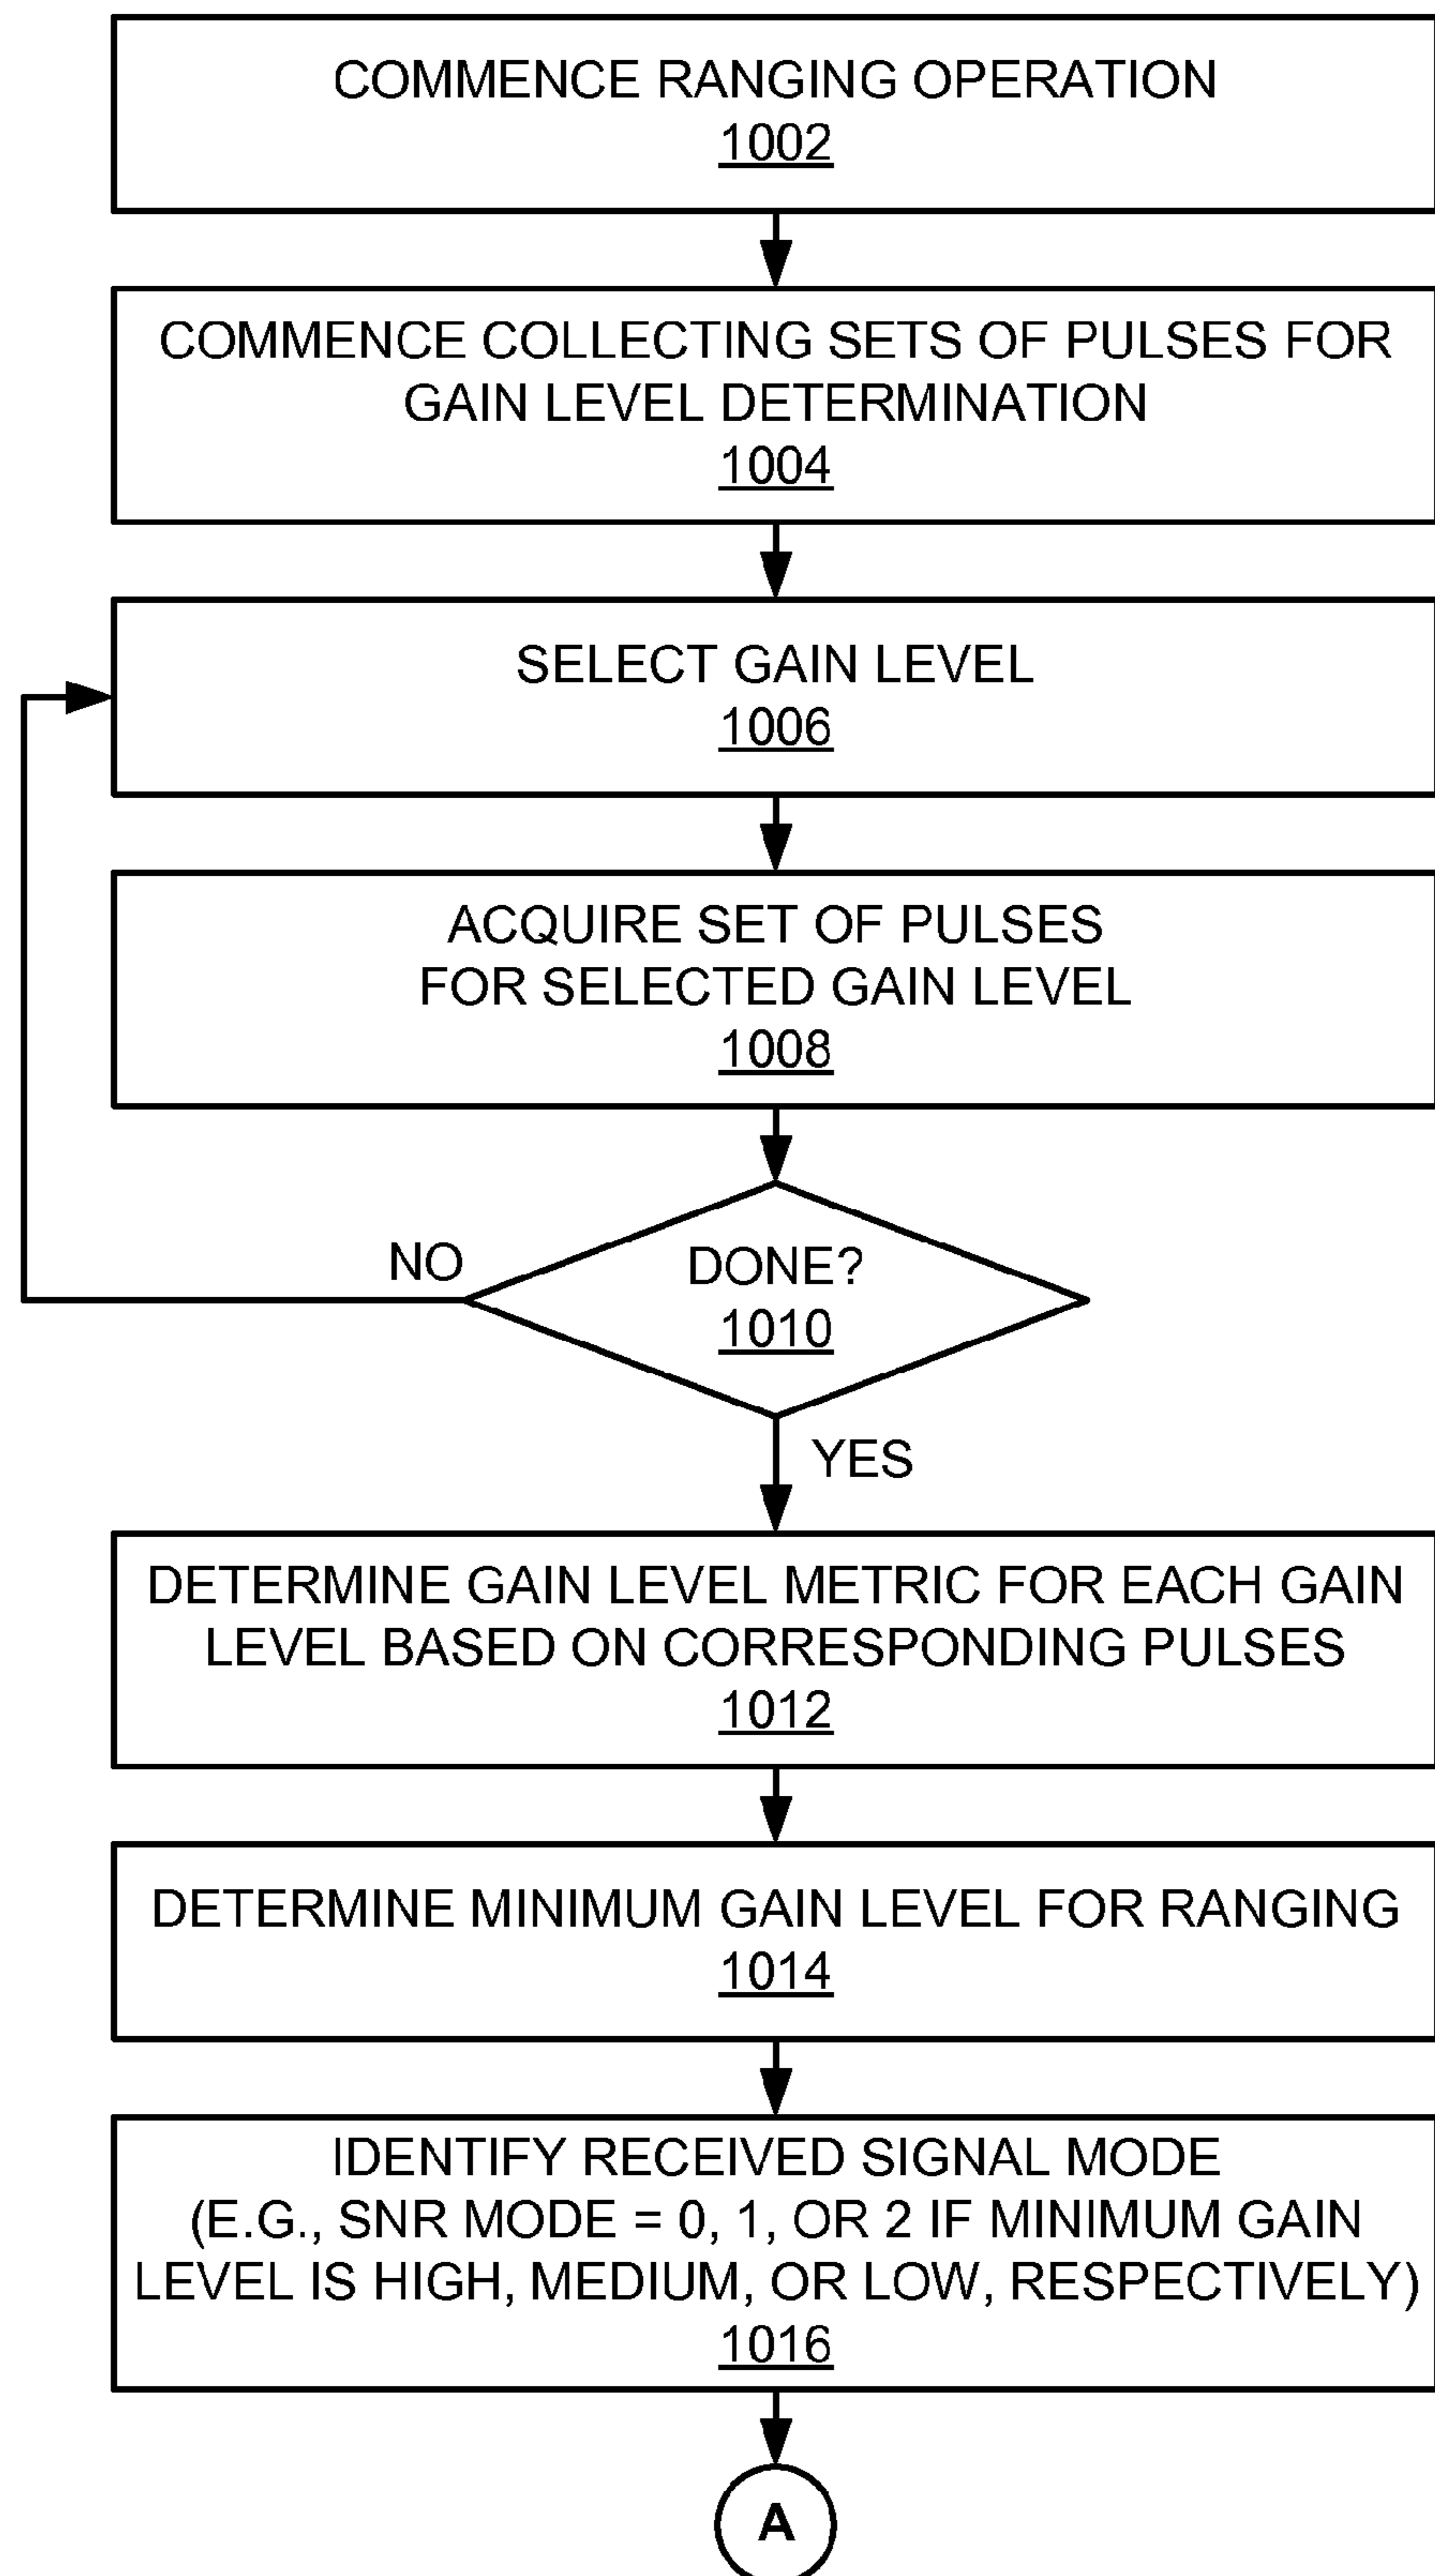 COMMENCE RANGING OPERATION
1002
COMMENCE COLLECTING SETS OF PULSES FOR
GAIN LEVEL DETERMINATION
1004
SELECT GAIN LEVEL
1006
ACQUIRE SET OF PULSES
FOR SELECTED GAIN LEVEL
1008
NO
DONE?
1010
YES
DETERMINE GAIN LEVEL METRIC FOR EACH GAIN
LEVEL BASED ON CORRESPONDING PULSES
1012
DETERMINE MINIMUM GAIN LEVEL FOR RANGING
1014
IDENTIFY RECEIVED SIGNAL MODE
(E.G., SNR MODE = 0, 1, OR 2 IF MINIMUM GAIN
LEVEL IS HIGH, MEDIUM, OR LOW, RESPECTIVELY)
1016
A